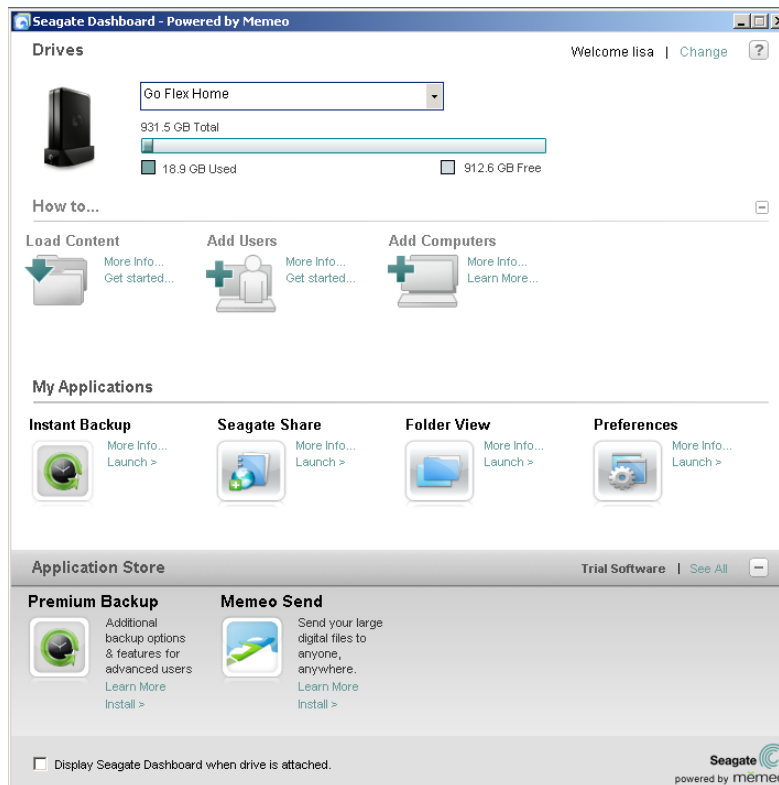 Seagate Dashboard - Powered by Memeo
Drives
Welcome lisa | Change ?
Go Flex Home
931.5 GB Total
18.9 GB Used 912.6 GB Free
How to...
Load Content
More Info...
Get started...
Add Users
More Info...
Get started...
Add Computers
More Info...
Learn More...
My Applications
Instant Backup
More Info...
Launch >
Seagate Share
More Info...
Launch >
Folder View
More Info...
Launch >
Preferences
More Info...
Launch >
Application Store
Trial Software | See All
Premium Backup
Additional
backup options
& features for
advanced users
Learn More
Install >
Memeo Send
Send your large
digital files to
anyone,
anywhere.
Learn More
Install >
Display Seagate Dashboard when drive is attached.
Seagate
powered by mēmeo